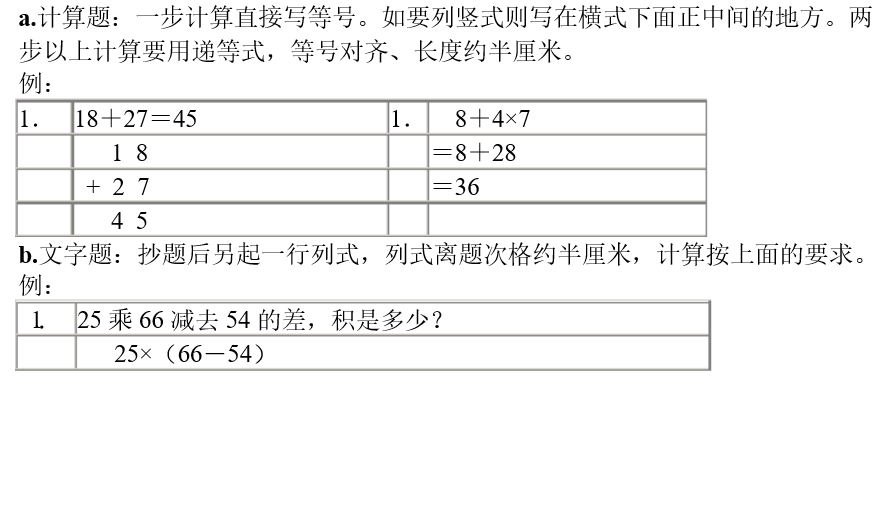 a.计算题：一步计算直接写等号。如要列竖式则写在横式下面正中间的地方。两
步以上计算要用递等式，等号对齐、长度约半厘米。
例：
1. 18＋27＝45 1. 8＋4×7
1 8 ＝8＋28
+ 2 7 ＝36
4 5
b.文字题：抄题后另起一行列式，列式离题次格约半厘米，计算按上面的要求。
例：
1. 25 乘 66 减去 54 的差，积是多少？
25×（66－54）